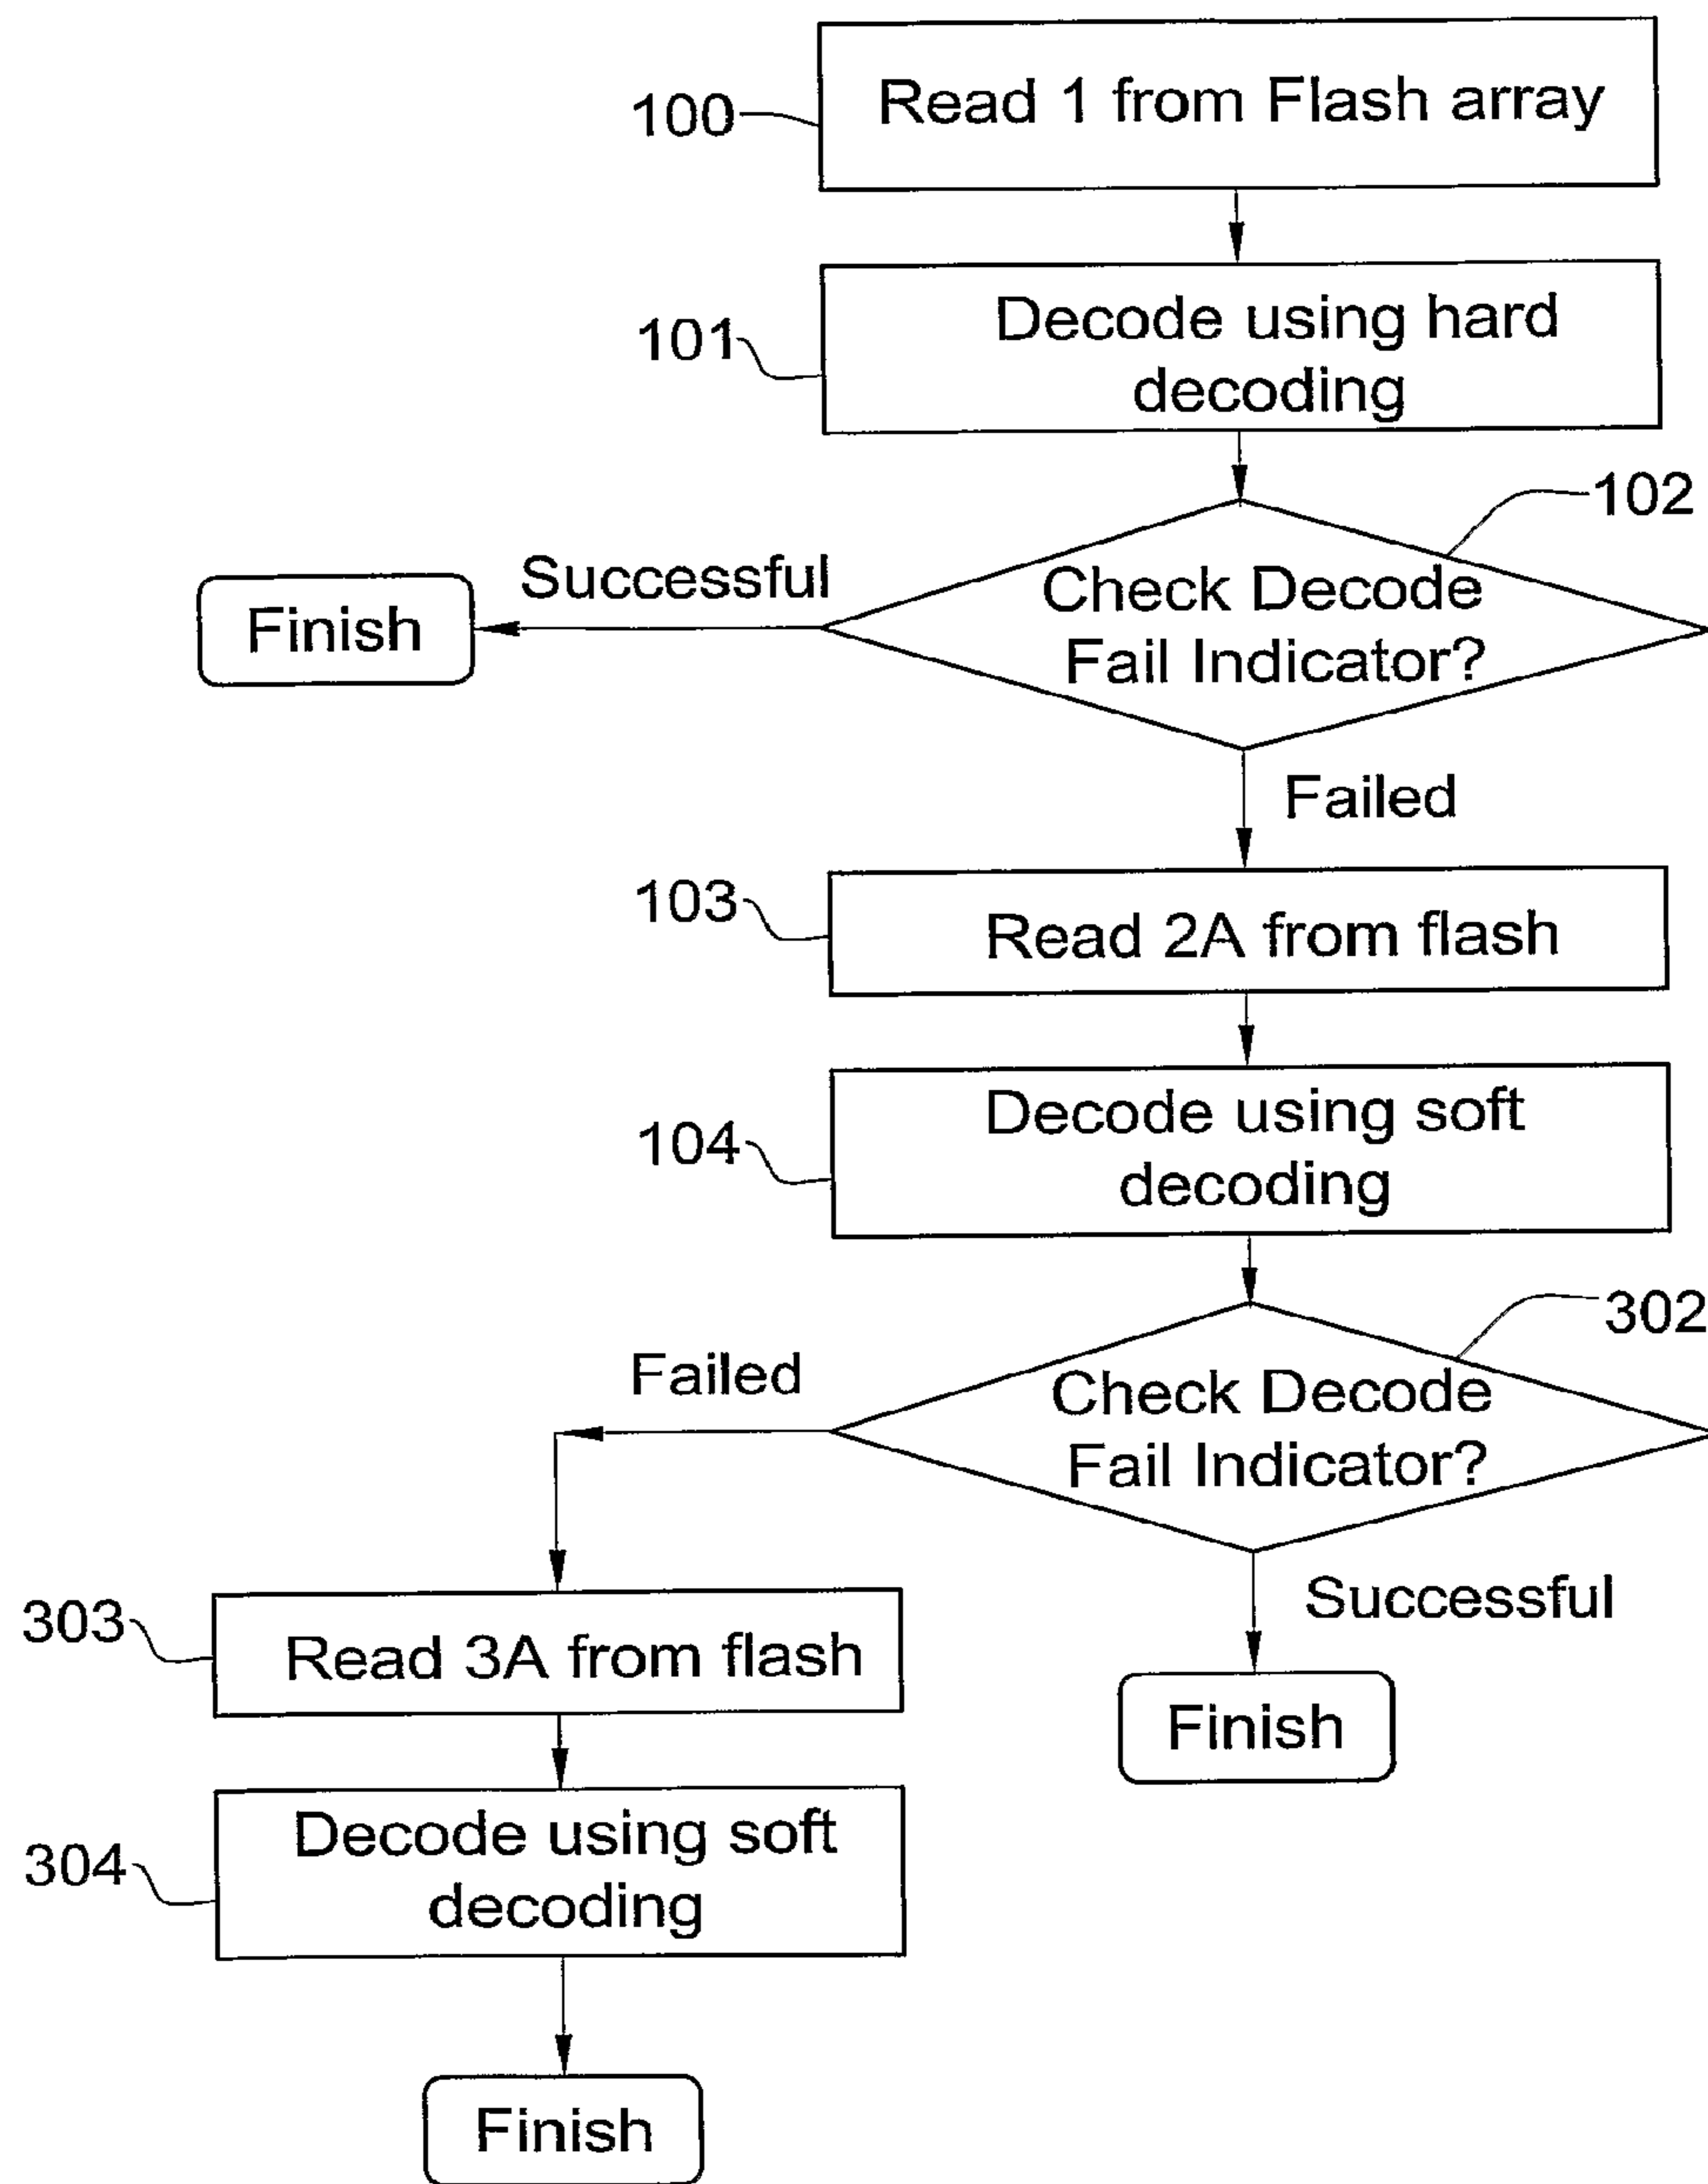 100
Read 1 from Flash array
101
Decode using hard
decoding
102
Successful
Check Decode
Fail Indicator?
Finish
Failed
103
Read 2A from flash
104
Decode using soft
decoding
302
Failed
Check Decode
Fail Indicator?
303
Read 3A from flash
Successful
Finish
304
Decode using soft
decoding
Finish